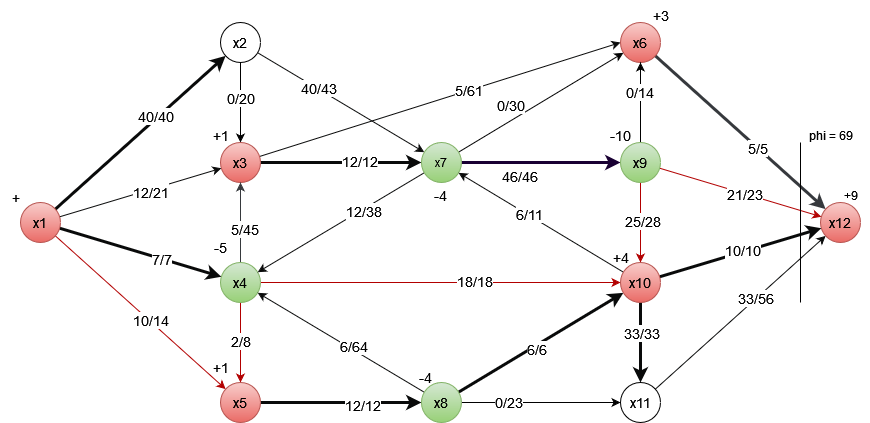 +3
x2
x6
40/43
5/61
0/20
0/30
0/14
40/40
+1
-10
phi = 69
5/5
x3
12/12
x7
46/46
x9
12/21
21/23
+
-4
+9
x1
12/38
6/11
25/28
x12
5/45
-5
+4
10/10
7/7
x4
18/18
x10
33/56
10/14
2/8
6/64
6/6
33/33
+1
-4
x5
12/12
x8
0/23
x11